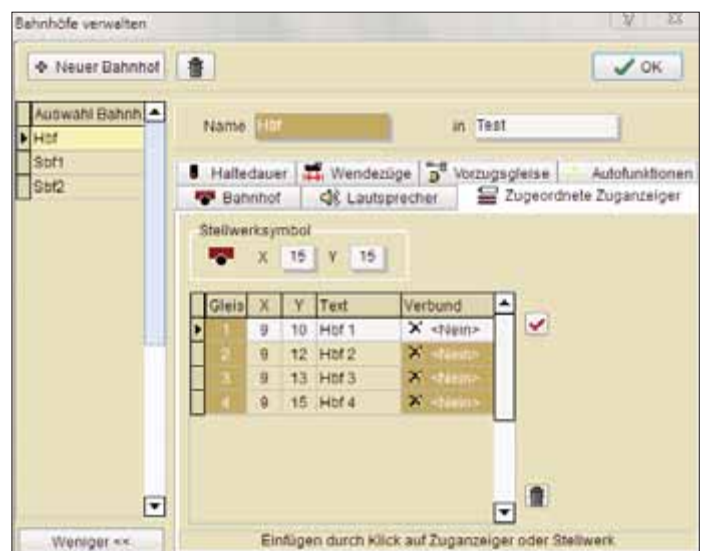 Bahnhöfe verwalten
Neuer Bahnhof
OK
Auswahl Bahnh
Hbf
Sbf1
Sbf2
Name Hbf in Test
Haltedauer Wendezüge Vorzugsgleise Autofunktionen
Bahnhof Lautsprecher Zugeordnete Zuganzeiger
Stellwerksymbol
X 15 Y 15
Gleis X Y Text Verbund
1 9 10 Hbf 1 <Nein>
2 9 12 Hbf 2 <Nein>
3 9 13 Hbf 3 <Nein>
4 9 15 Hbf 4 <Nein>
Weniger <<
Einfügen durch Klick auf Zuganzeiger oder Stellwerk